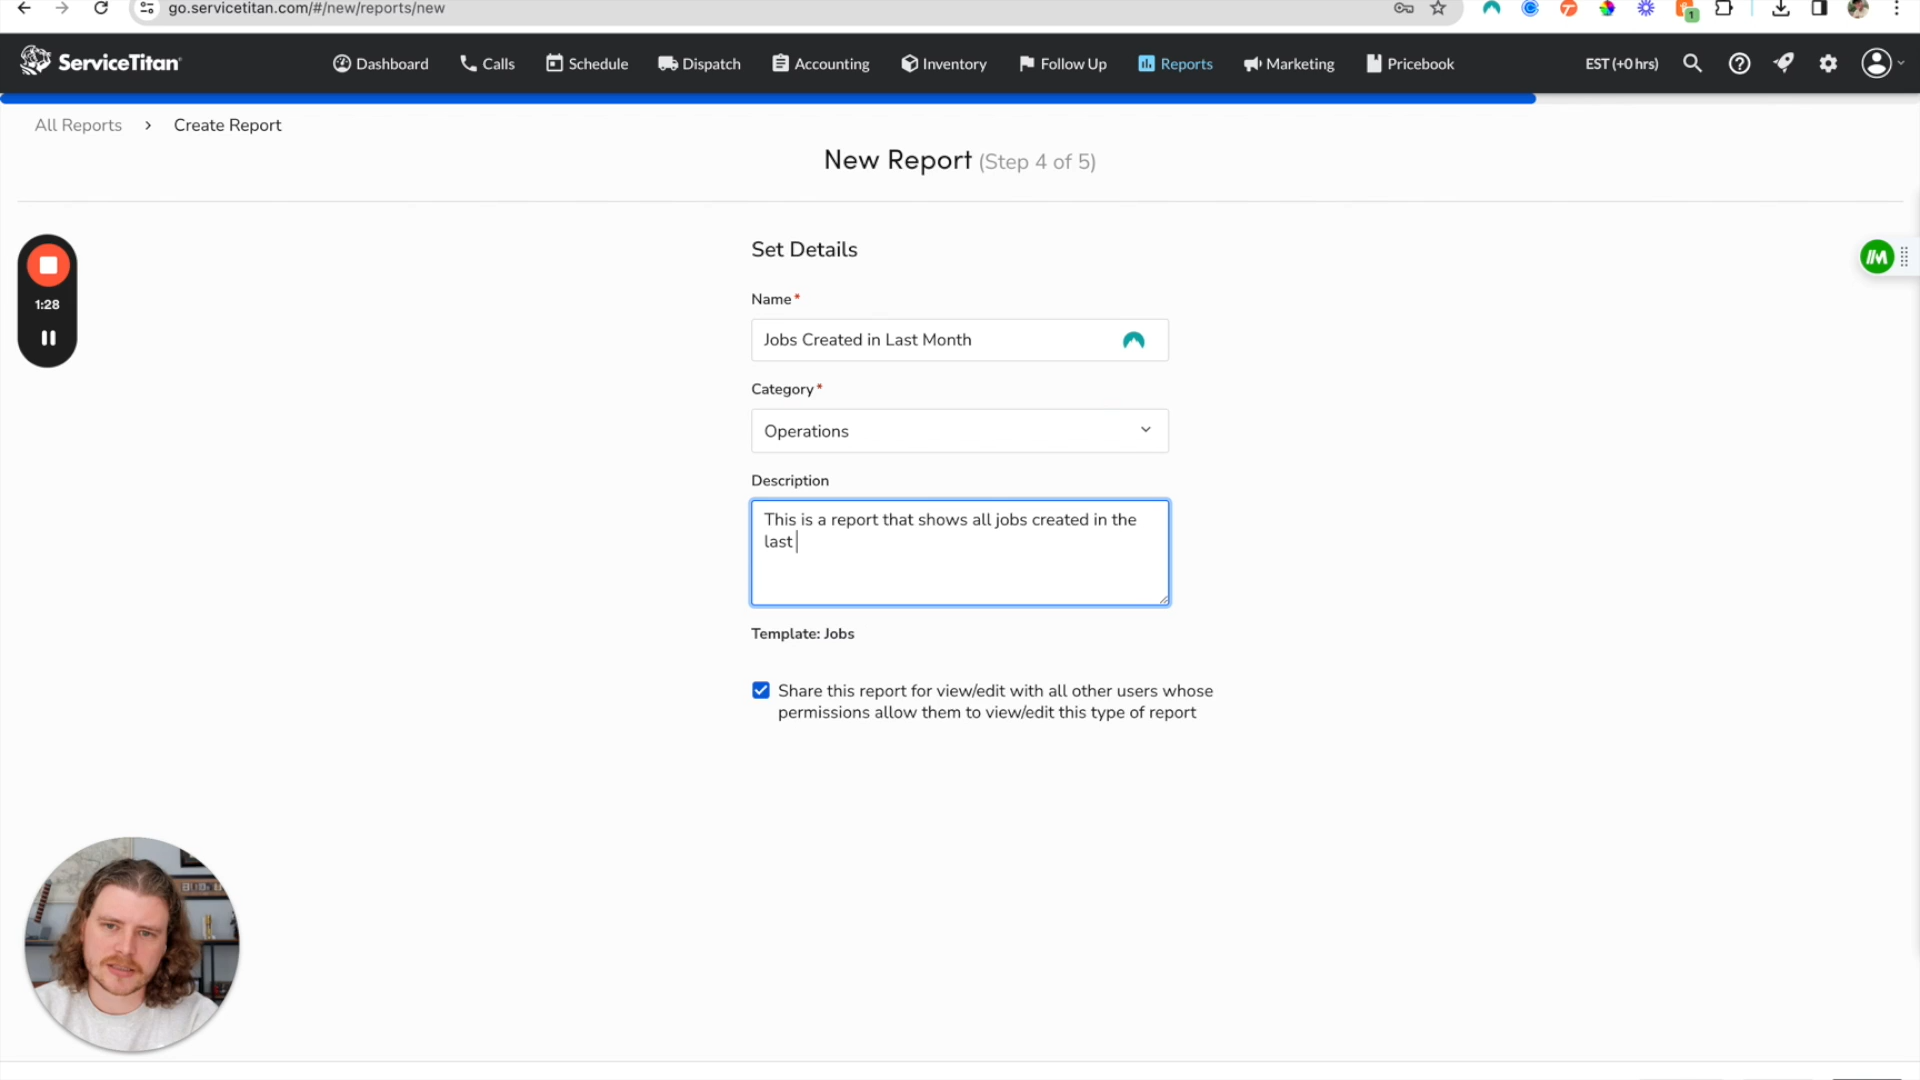 go.servicetitan.com/#/new/reports/new
1
ServiceTitan
Dashboard
Calls
Schedule
Dispatch
Accounting
Inventory
Follow Up
Reports
Marketing
Pricebook
EST (+0 hrs)
All Reports > Create Report
New Report (Step 4 of 5)
1:28
Set Details
Name*
Jobs Created in Last Month
Category*
Operations
Description
This is a report that shows all jobs created in the
last
Template: Jobs
Share this report for view/edit with all other users whose
permissions allow them to view/edit this type of report